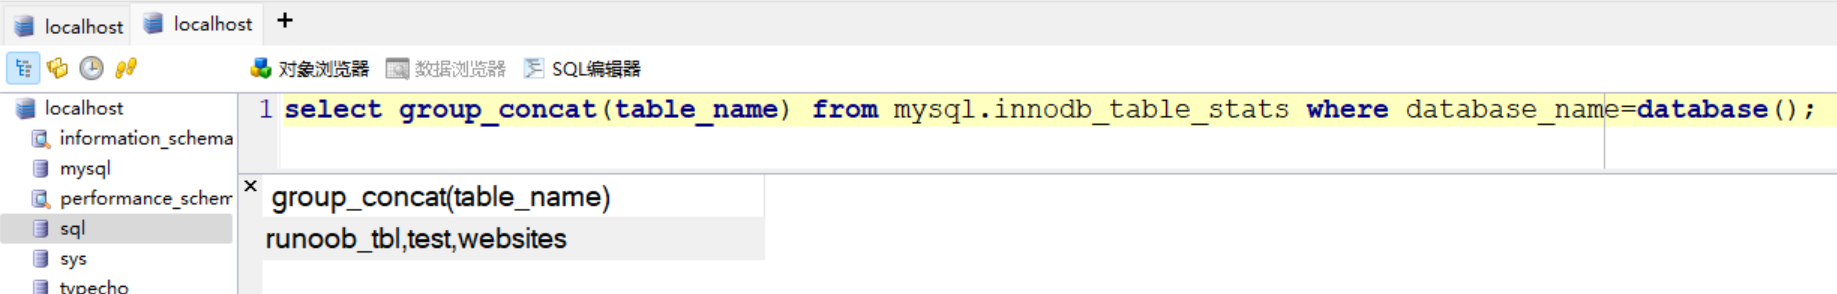 localhost localhost +
对象浏览器 数据浏览器 SQL编辑器
localhost
information_schema
mysql
performance_schem
sql
sys
typecho
1 select group_concat(table_name) from mysql.innodb_table_stats where database_name=database();
group_concat(table_name)
runoob_tbl,test,websites